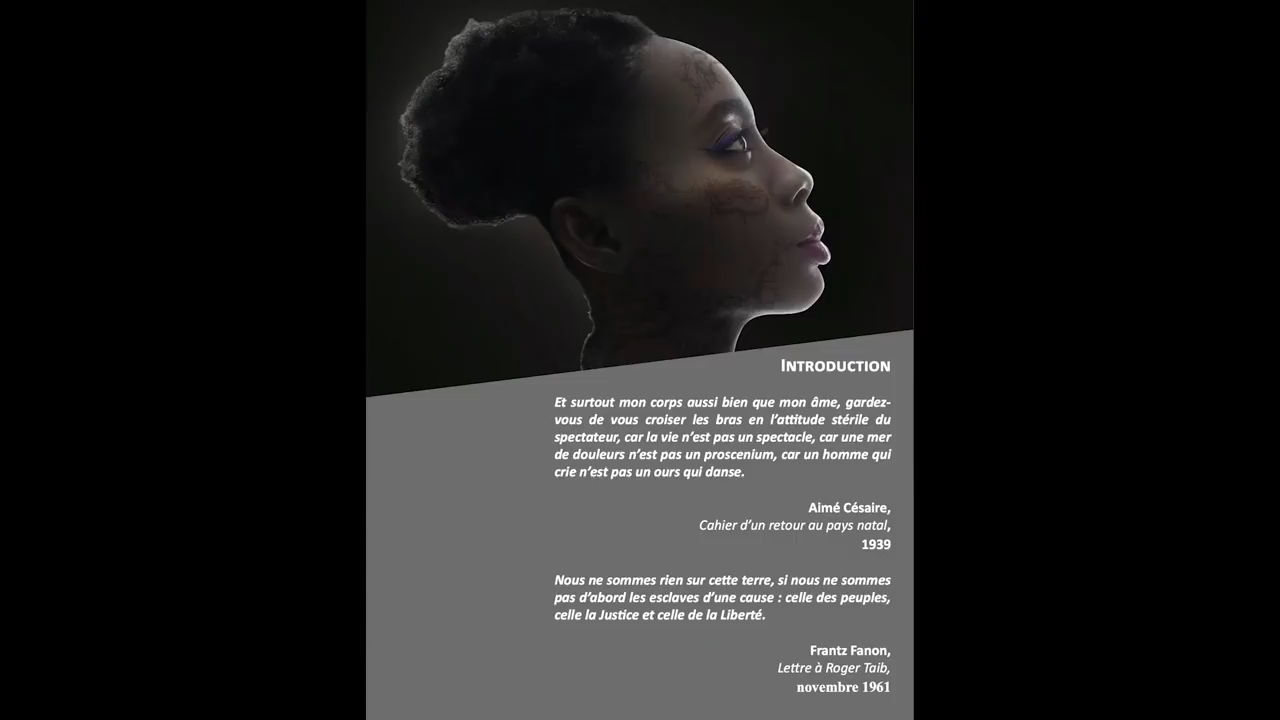 INTRODUCTION
Et surtout mon corps aussi bien que mon âme, gardez-
vous de vous croiser les bras en l’attitude stérile du
spectateur, car la vie n’est pas un spectacle, car une mer
de douleurs n’est pas un proscenium, car un homme qui
crie n’est pas un ours qui danse.
Aimé Césaire,
Cahier d’un retour au pays natal,
1939
Nous ne sommes rien sur cette terre, si nous ne sommes
pas d’abord les esclaves d’une cause : celle des peuples,
celle la Justice et celle de la Liberté.
Frantz Fanon,
Lettre à Roger Taib,
novembre 1961